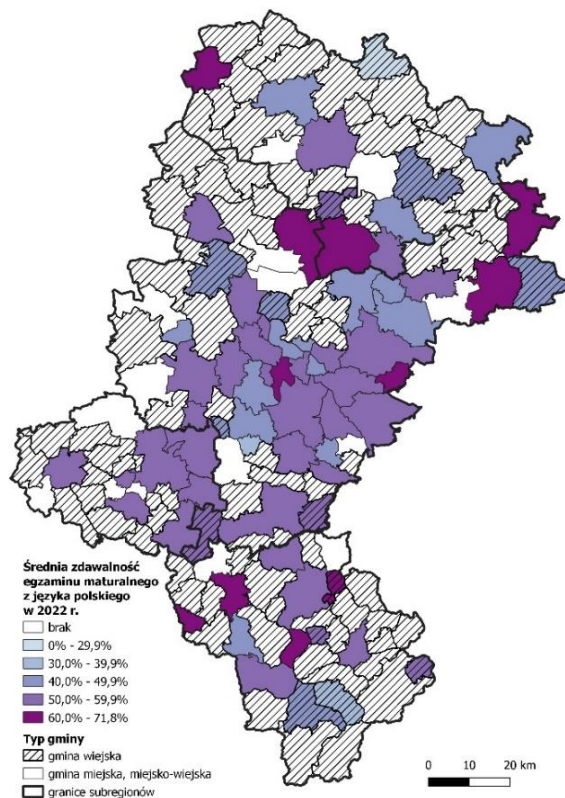 Średnia zdawalność
egzaminu maturalnego
z języka polskiego
w 2022 r.
brak
0% - 29,9%
30,0% - 39,9%
40,0% - 49,9%
50,0% - 59,9%
60,0% - 71,8%
Typ gminy
gmina wiejska
gmina miejska, miejsko-wiejska
granice subregionów
0 10 20 km